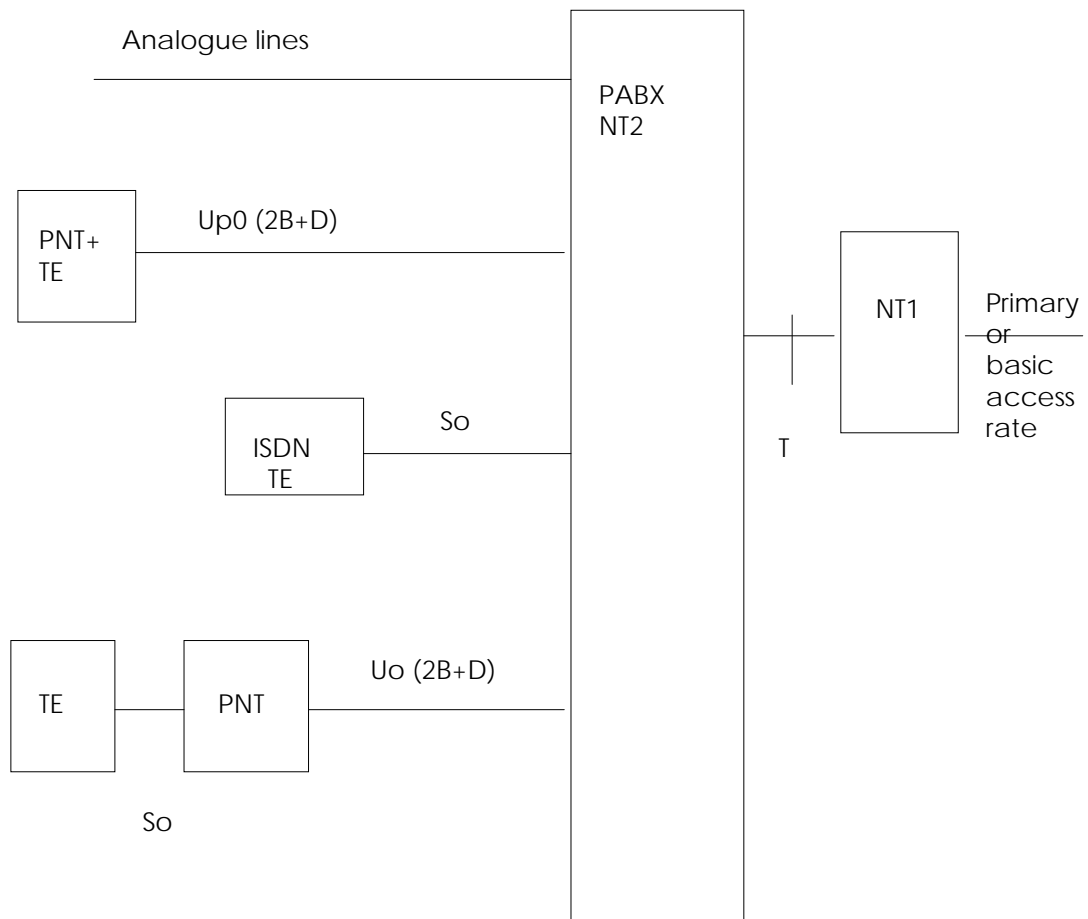 Analogue lines
PABX
NT2
Up0 (2B+D)
PNT+
TE
NT1
Primary
or
basic
access
rate
So
ISDN
TE
T
Uo (2B+D)
TE
PNT
So